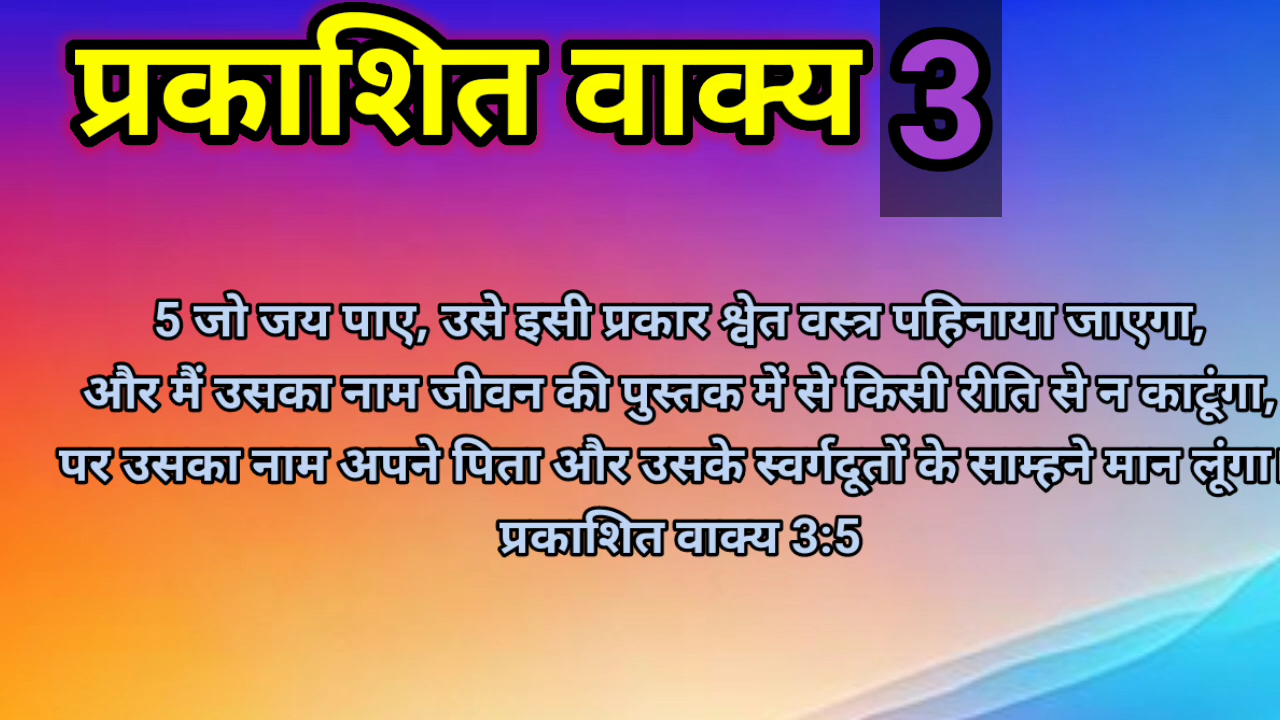 प्रकाशित वाक्य 3
5 जो जय पाए, उसे इसी प्रकार श्वेत वस्त्र पहिनाया जाएगा,
और मैं उसका नाम जीवन की पुस्तक में से किसी रीति से न काटूंगा,
पर उसका नाम अपने पिता और उसके स्वर्गदूतों के साम्हने मान लूंगा।
प्रकाशित वाक्य 3:5